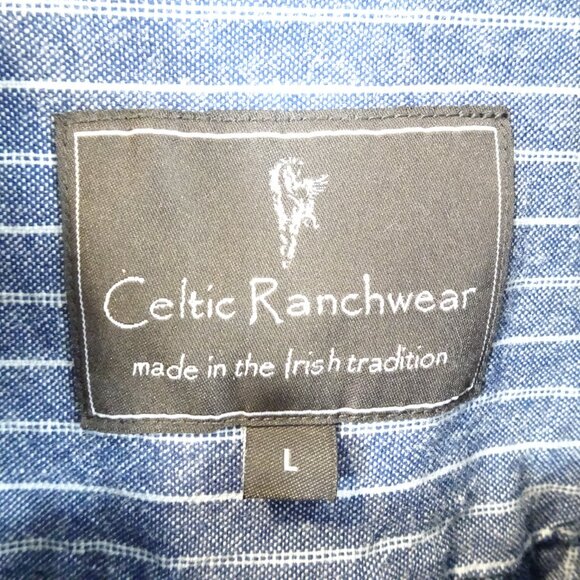 Celtic Ranchwear
made in the Irish tradition
L